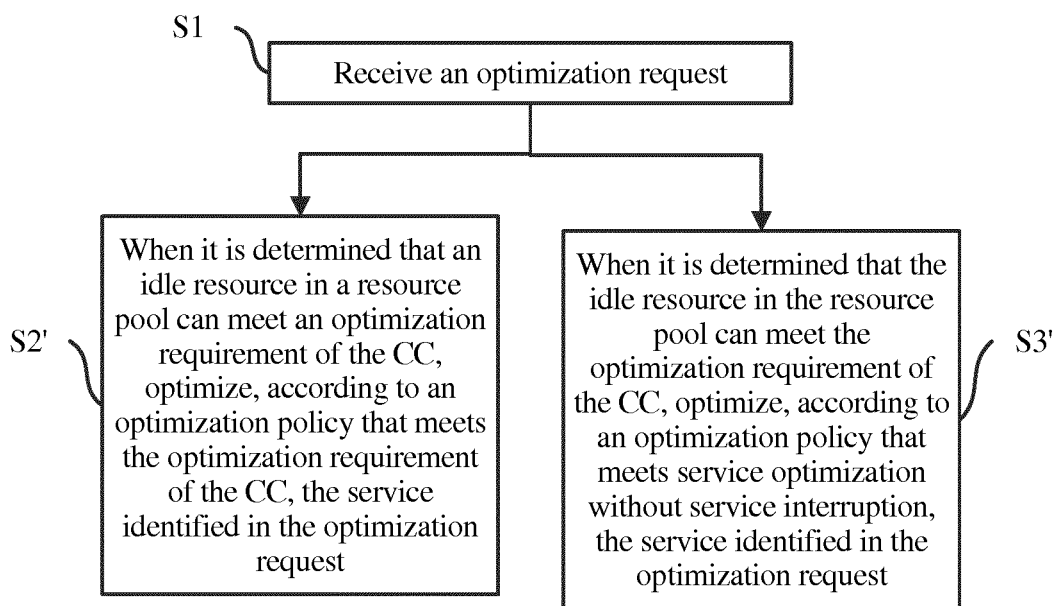 S1
Receive an optimization request
When it is determined that an
idle resource in a resource
pool can meet an optimization
requirement of the CC,
optimize, according to an
optimization policy that meets
the optimization requirement
of the CC, the service
identified in the optimization
request
S2'
When it is determined that the
idle resource in the resource
pool can meet the
optimization requirement of
the CC, optimize, according to
an optimization policy that
meets service optimization
without service interruption,
the service identified in the
optimization request
S3'